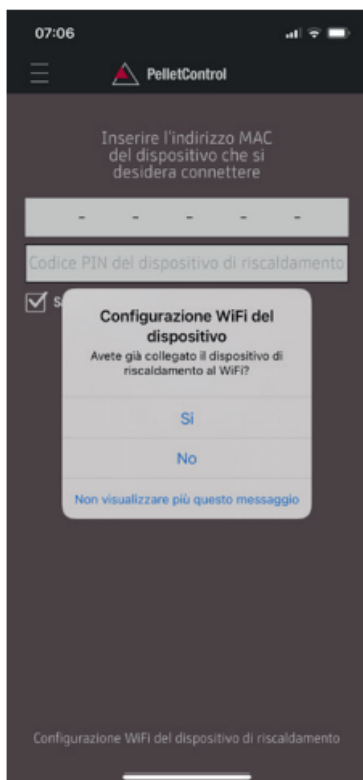 07:06
PelletControl
Inserire l'indirizzo MAC
del dispositivo che si
desidera connettere
- - - - -
Codice PIN del dispositivo di riscaldamento
Configurazione WiFi del
dispositivo
Avete già collegato il dispositivo di
riscaldamento al WiFi?
Si
No
Non visualizzare più questo messaggio
Configurazione WiFi del dispositivo di riscaldamento